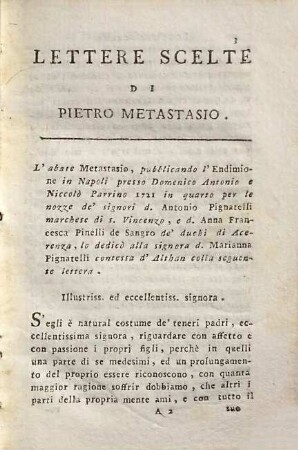 I
LETTERE SCELTE
DI
PIETRO METASTASIO.
L'abate Metastasio, pubblicando l'Endimio-
ne in Napoli presso Domenico Antonio e
Niccolò Parrino 1721 in quarto per le
nozze de' signori d. Antonio Pignatelli
marchese di s. Vincenzo, e d. Anna Fran-
cesca Pinelli de Sangro de' duchi di Ace-
renza, lo dedicò alla signora d. Marianna
Pignatelli contessa d'Althan colla seguen-
te lettera.
Illustriss. ed eccellentiss. signora.
S'egli è natural costume de' teneri padri, ec-
cellentissima signora, riguardare con affetto e
con passione i proprj figli, perchè in quelli
una parte di se medesimi, ed un prolungamen-
to del proprio essere riconoscono, con quanta
maggior ragione soffrir dobbiamo, che altri i
parti della propria mente ami, e con tutto il
A 2 suo